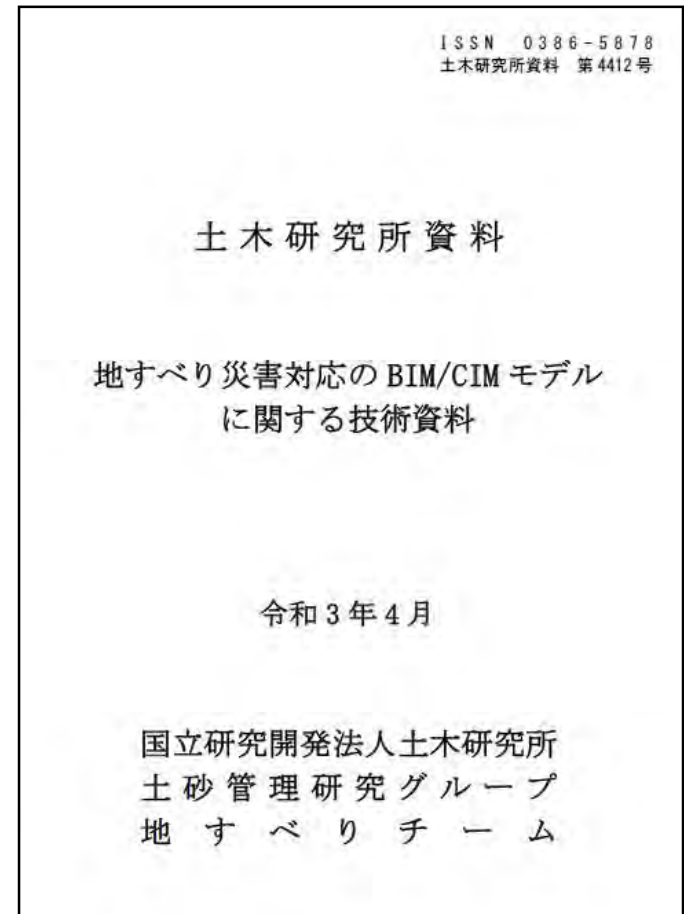 ISSN 0386-5878
土木研究所資料 第4412号
土木研究所資料
地すべり災害対応のBIM/CIMモデル
に関する技術資料
令和3年4月
国立研究開発法人土木研究所
土砂管理研究グループ
地すべりチーム